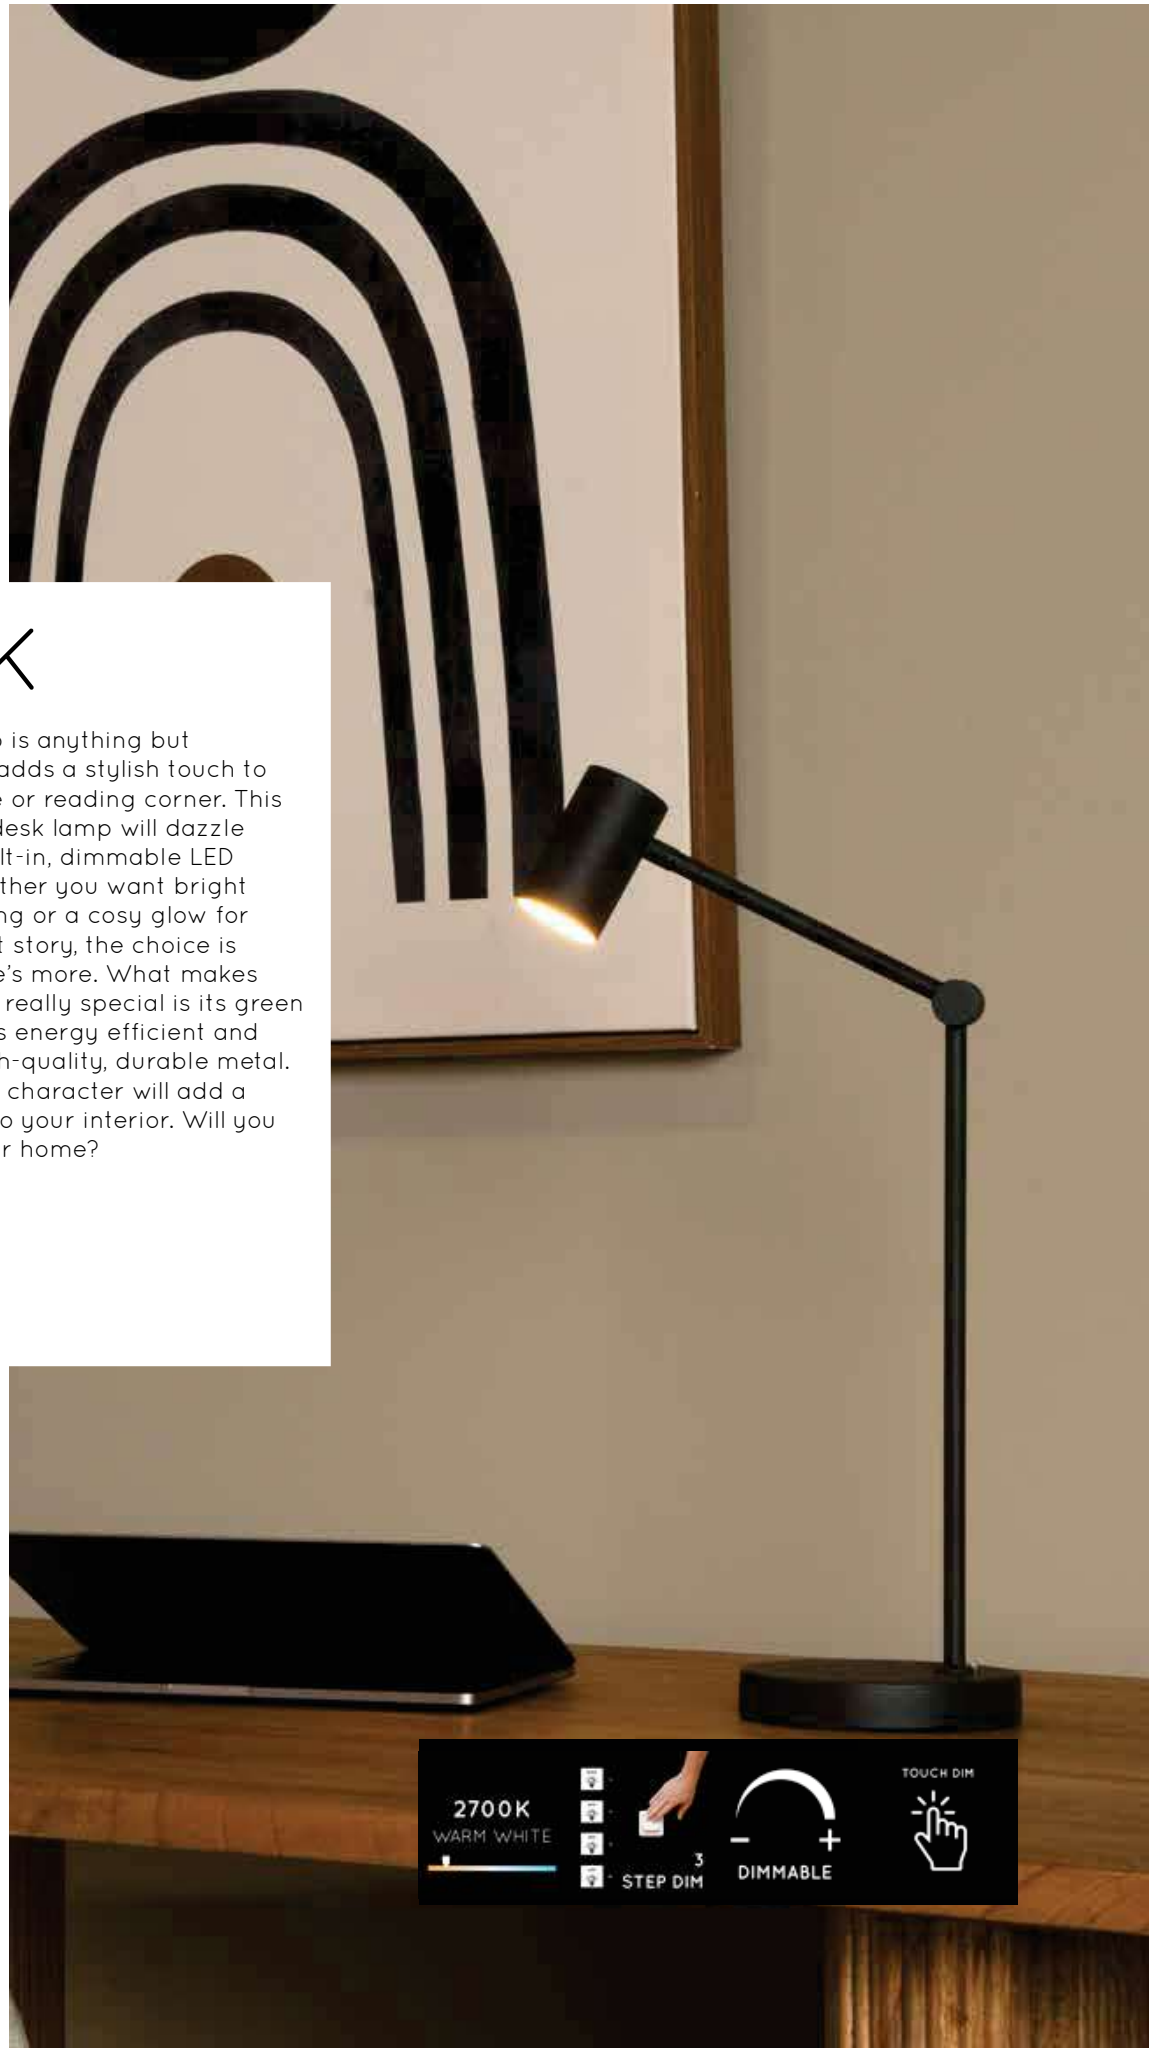 K
is anything but
adds a stylish touch to
or reading corner. This
desk lamp will dazzle
lt-in, dimmable LED
ther you want bright
ng or a cosy glow for
t story, the choice is
e's more. What makes
really special is its green
s energy efficient and
h-quality, durable metal.
character will add a
o your interior. Will you
r home?
2700K
WARM WHITE
3
STEP DIM
DIMMABLE
TOUCH DIM